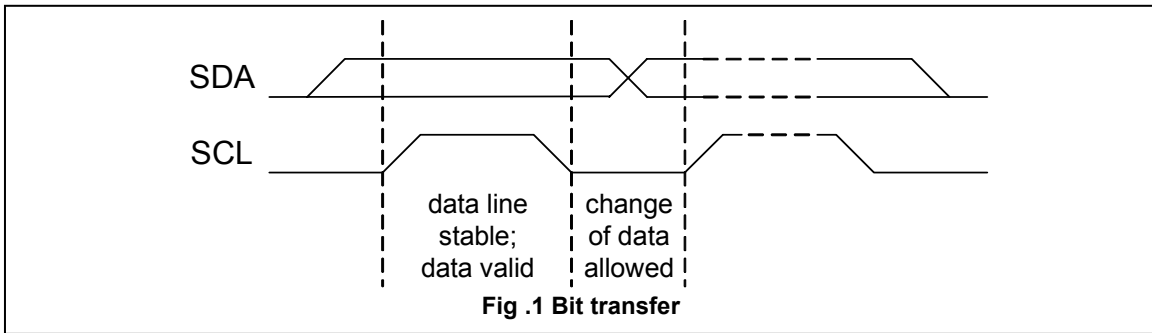 SDA
SCL
data line
stable;
data valid
change
of data
allowed
Fig .1 Bit transfer